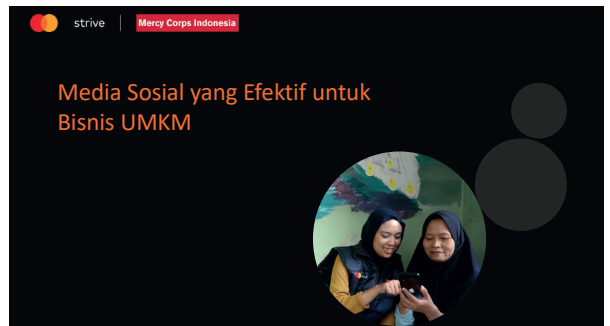 strive
Mercy Corps Indonesia
Media Sosial yang Efektif untuk
Bisnis UMKM